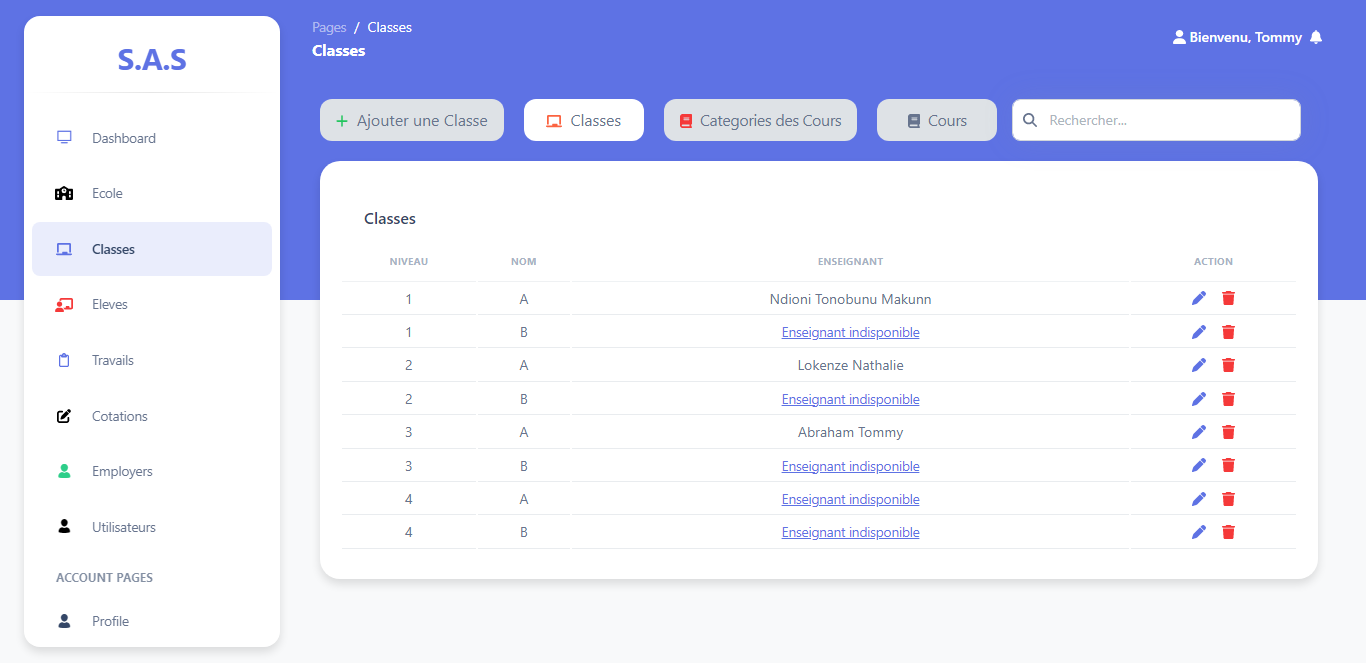 S.A.S
Dashboard
Ecole
Classes
Eleves
Travails
Cotations
Employers
Utilisateurs
ACCOUNT PAGES
Profile
Pages / Classes
Classes
Bienvenu, Tommy
+ Ajouter une Classe
Classes
Categories des Cours
Cours
Rechercher...
Classes
NIVEAU NOM ENSEIGNANT ACTION
1 A Ndioni Tonobunu Makunn
1 B Enseignant indisponible
2 A Lokenze Nathalie
2 B Enseignant indisponible
3 A Abraham Tommy
3 B Enseignant indisponible
4 A Enseignant indisponible
4 B Enseignant indisponible